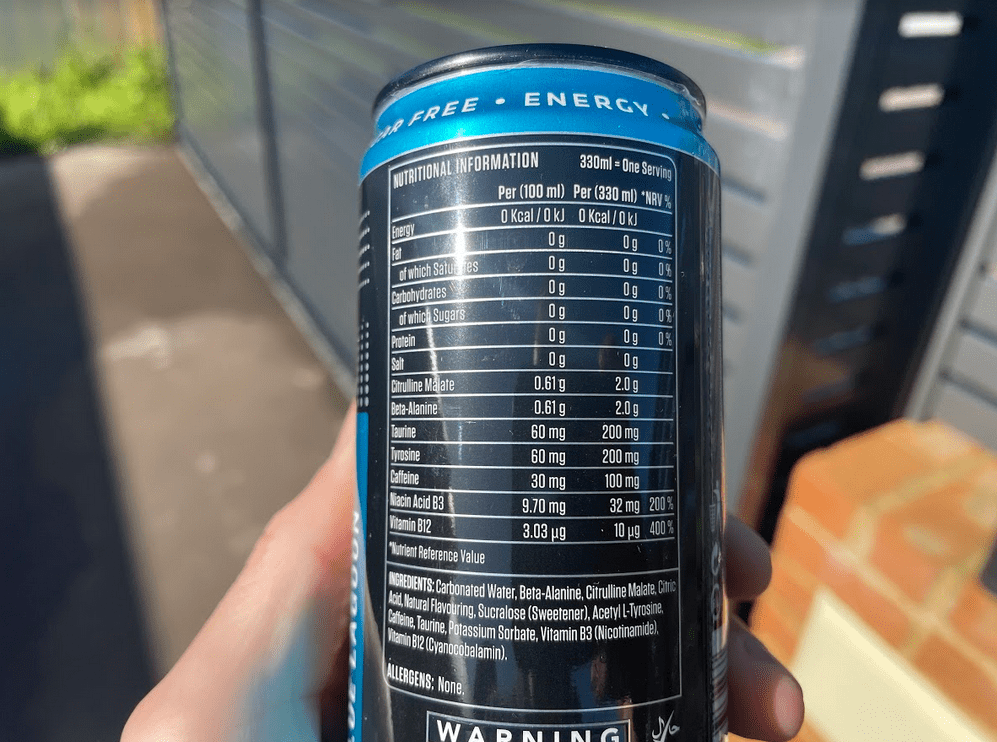 AR FREE • ENERGY •
NUTRITIONAL INFORMATION 330ml = One Serving
Per (100 ml) Per (330 ml) *NRV %
Energy 0 Kcal / 0 kJ 0 Kcal / 0 kJ
Fat 0 g 0 g 0 %
of which Saturates 0 g 0 g 0 %
Carbohydrates 0 g 0 g 0 %
of which Sugars 0 g 0 g 0 %
Protein 0 g 0 g 0 %
Salt 0 g 0 g
Citrulline Malate 0.61 g 2.0 g
Beta-Alanine 0.61 g 2.0 g
Taurine 60 mg 200 mg
Tyrosine 60 mg 200 mg
Caffeine 30 mg 100 mg
Niacin Acid B3 9.70 mg 32 mg 200 %
Vitamin B12 3.03 µg 10 µg 400 %
*Nutrient Reference Value
INGREDIENTS: Carbonated Water, Beta-Alanine, Citrulline Malate, Citric
Acid, Natural Flavouring, Sucralose (Sweetener), Acetyl L-Tyrosine,
Caffeine, Taurine, Potassium Sorbate, Vitamin B3 (Nicotinamide),
Vitamin B12 (Cyanocobalamin).
ALLERGENS: None.
WARNING
حلال
UE LAGOON